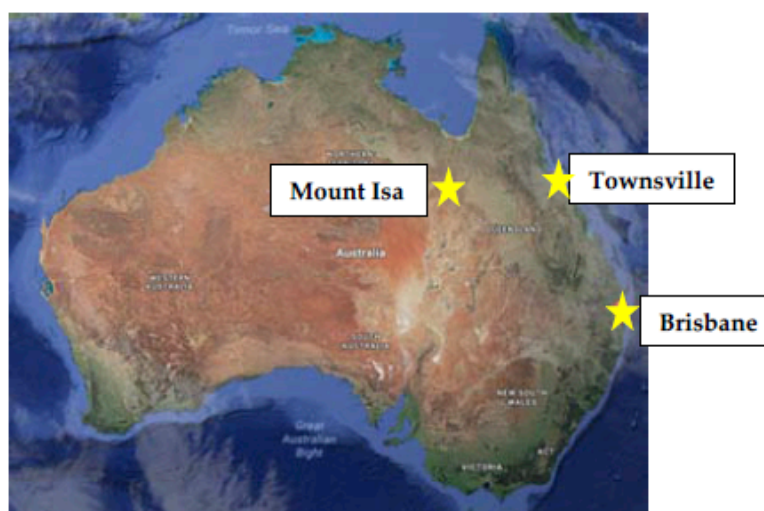 Timor Sea
NORTHERN
Mount Isa
Townsville
QUEENSLAND
Australia
WESTERN
AUSTRALIA
Brisbane
SOUTH
AUSTRALIA
NEW SOUTH
WALES
Great
Australian
Bight
ACT
VICTORIA